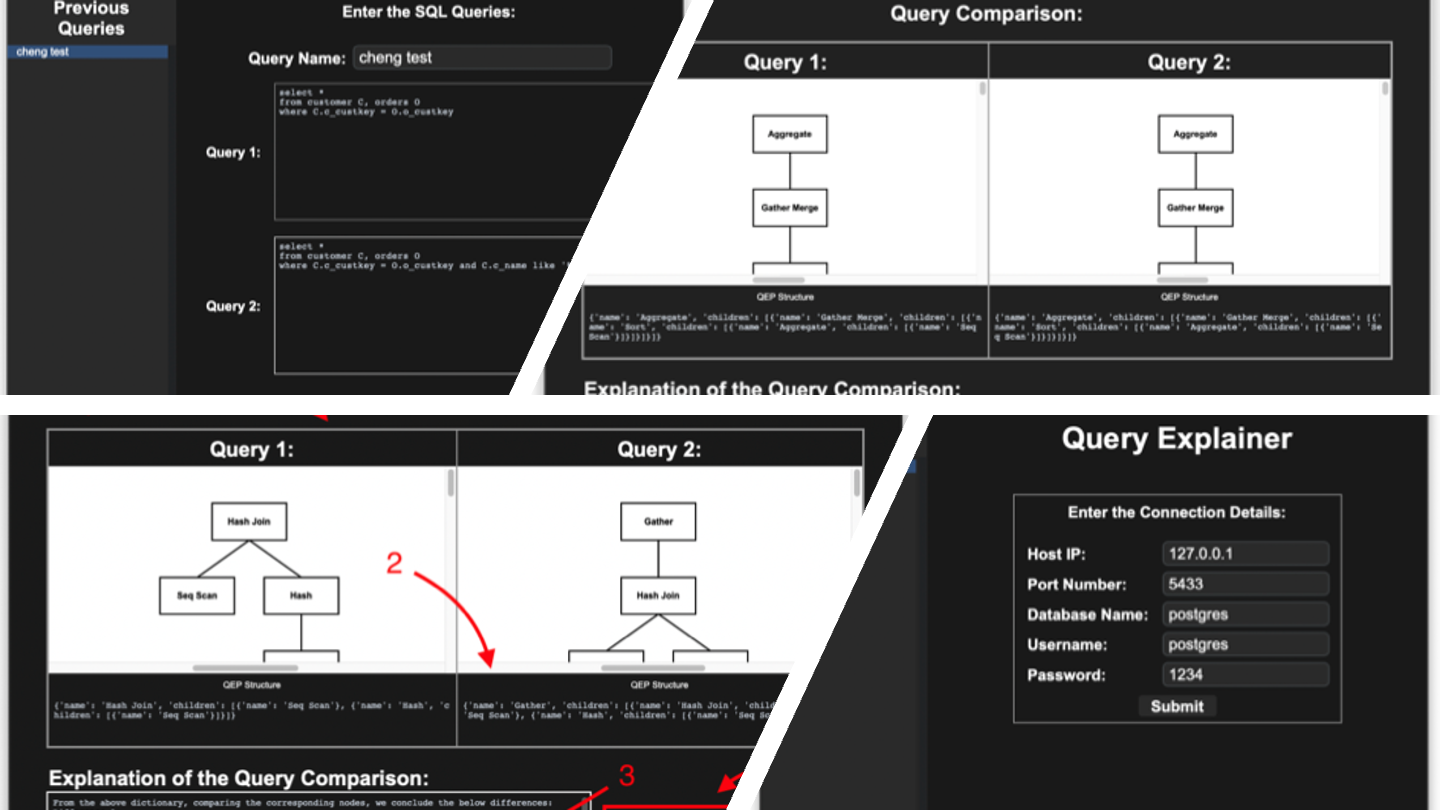 Previous
Queries
cheng test
Enter the SQL Queries:
Query Name: cheng test
Query 1:
select *
from customer C, orders O
where C.c_custkey = O.o_custkey
Query 2:
select *
from customer C, orders O
where C.c_custkey = O.o_custkey and C.c_name like '
Query Comparison:
Query 1:
Query 2:
Aggregate
Gather Merge
Aggregate
Gather Merge
QEP Structure
{'name': 'Aggregate', 'children': [{'name': 'Gather Merge', 'children': [{'n
ame': 'Sort', 'children': [{'name': 'Aggregate', 'children': [{'name': 'Seq
Scan'}]}]}]}]}
QEP Structure
{'name': 'Aggregate', 'children': [{'name': 'Gather Merge', 'children': [{'
name': 'Sort', 'children': [{'name': 'Aggregate', 'children': [{'name': 'Se
q Scan'}]}]}]}]}
Explanation of the Query Comparison:
Query 1:
Query 2:
Hash Join
Seq Scan
Hash
2
Gather
Hash Join
QEP Structure
{'name': 'Hash Join', 'children': [{'name': 'Seq Scan'}, {'name': 'Hash', 'c
hildren': [{'name': 'Seq Scan'}]}]}
QEP Structure
{'name': 'Gather', 'children': [{'name': 'Hash Join', 'child
'Seq Scan'}, {'name': 'Hash', 'children': [{'name': 'Seq Sc
Explanation of the Query Comparison:
3
From the above dictionary, comparing the corresponding nodes, we conclude the below differences:
Query Explainer
Enter the Connection Details:
Host IP: 127.0.0.1
Port Number: 5433
Database Name: postgres
Username: postgres
Password: 1234
Submit